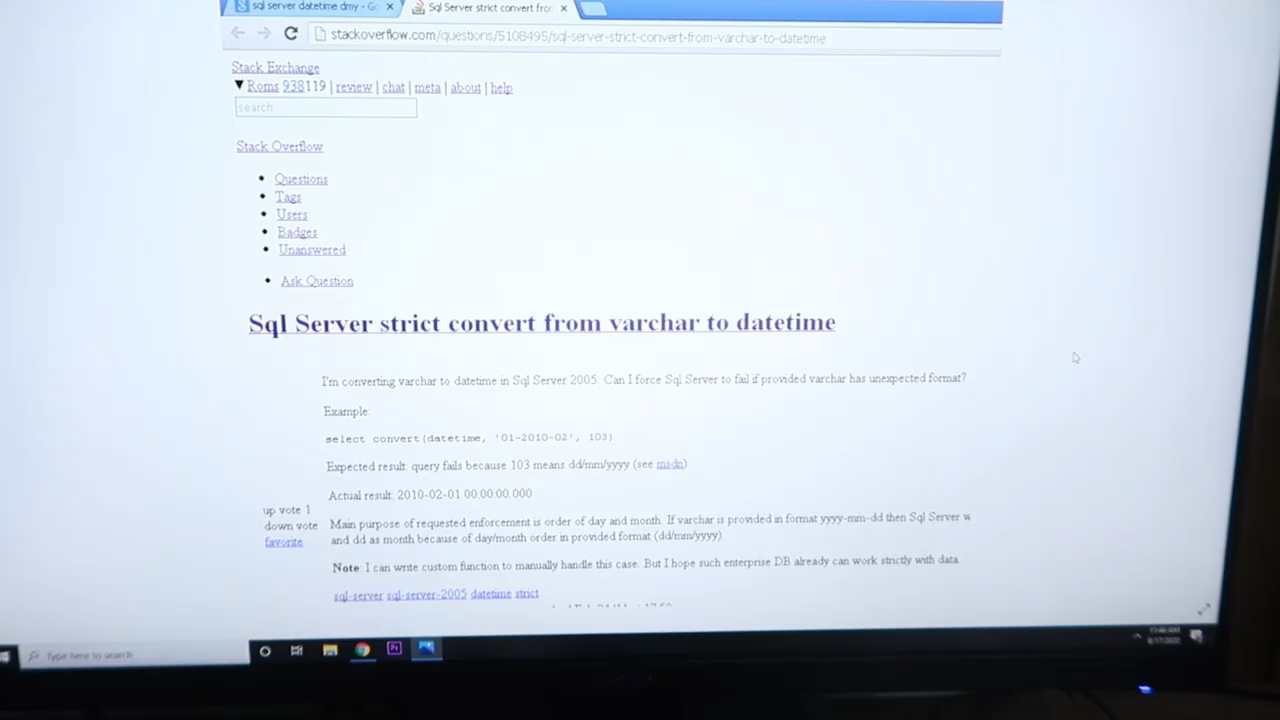 sql server datetime dmy - Go
Sql Server strict convert from
stackoverflow.com/questions/5108495/sql-server-strict-convert-from-varchar-to-datetime
Stack Exchange
▼Roms 938119 | review | chat | meta | about | help
search
Stack Overflow
• Questions
• Tags
• Users
• Badges
• Unanswered
• Ask Question
Sql Server strict convert from varchar to datetime
I'm converting varchar to datetime in Sql Server 2005. Can I force Sql Server to fail if provided varchar has unexpected format?
Example:
select convert(datetime, '01-2010-02', 103)
Expected result: query fails because 103 means dd/mm/yyyy (see msdn).
Actual result: 2010-02-01 00:00:00.000
up vote 1
down vote
favorite
Main purpose of requested enforcement is order of day and month. If varchar is provided in format yyyy-mm-dd then Sql Server w
and dd as month because of day/month order in provided format (dd/mm/yyyy).
Note: I can write custom function to manually handle this case. But I hope such enterprise DB already can work strictly with data.
sql-server sql-server-2005 datetime strict
Type here to search
Pr